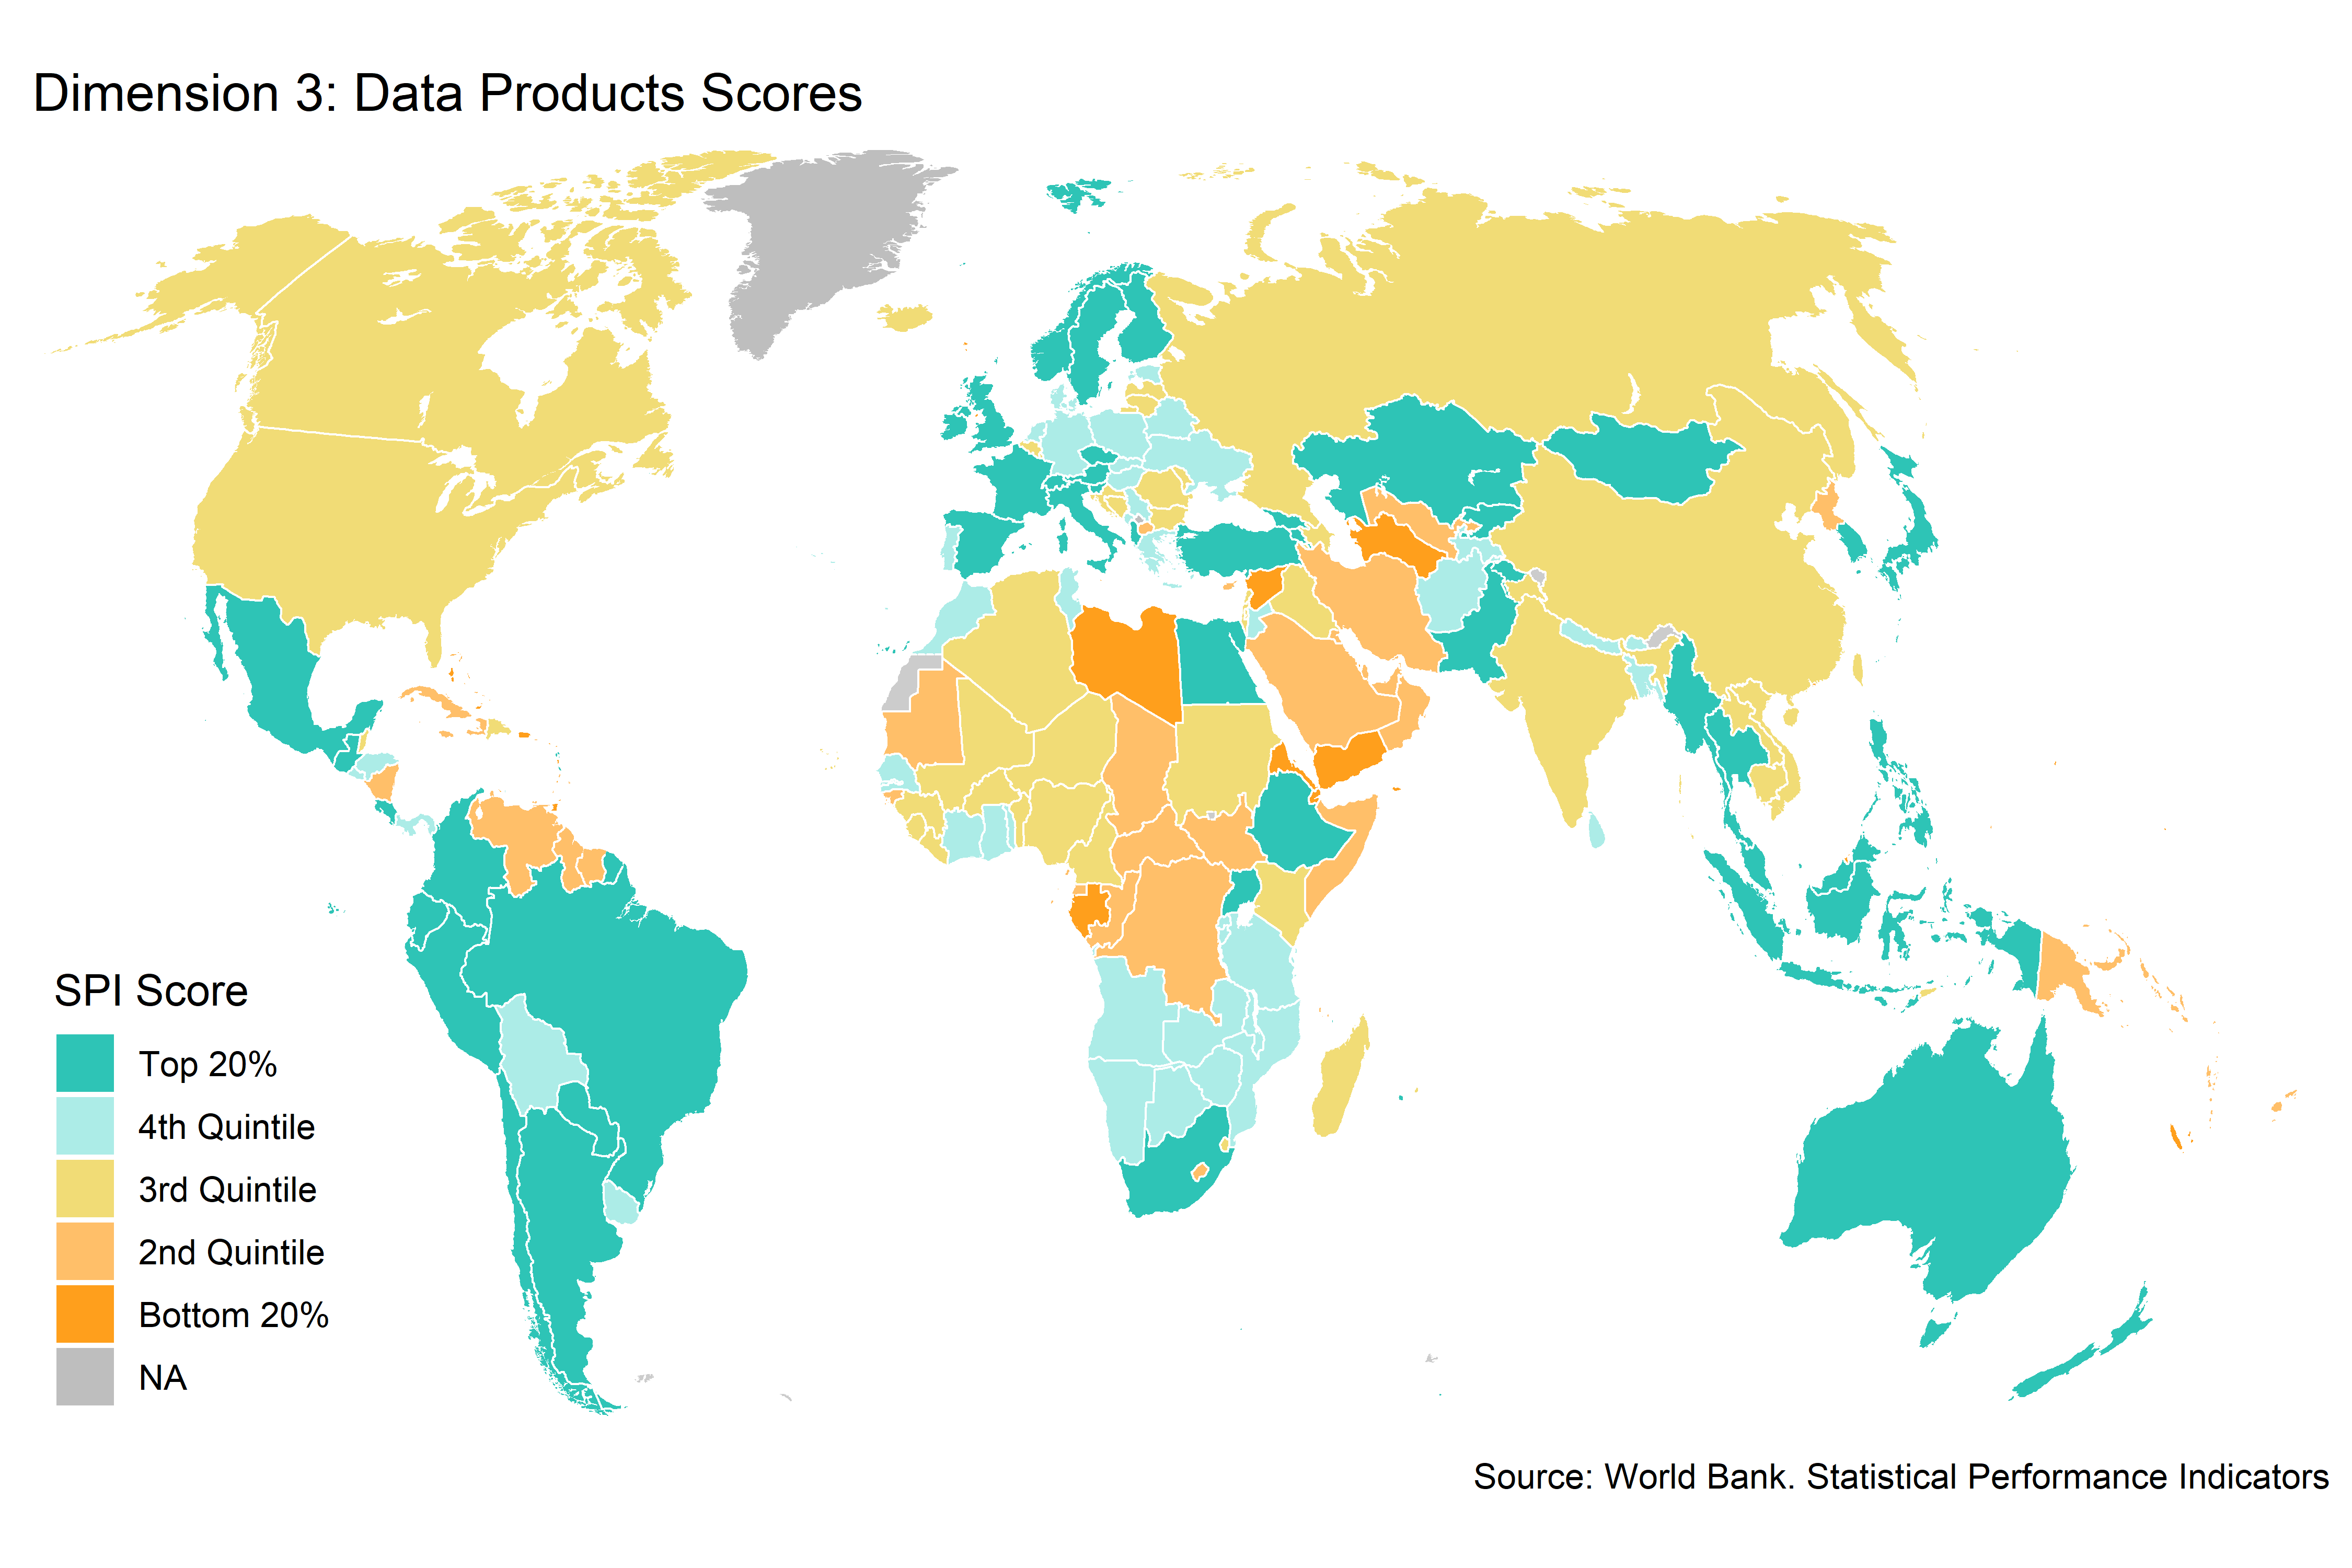 Dimension 3: Data Products Scores
SPI Score
Top 20%
4th Quintile
3rd Quintile
2nd Quintile
Bottom 20%
NA
Source: World Bank. Statistical Performance Indicators